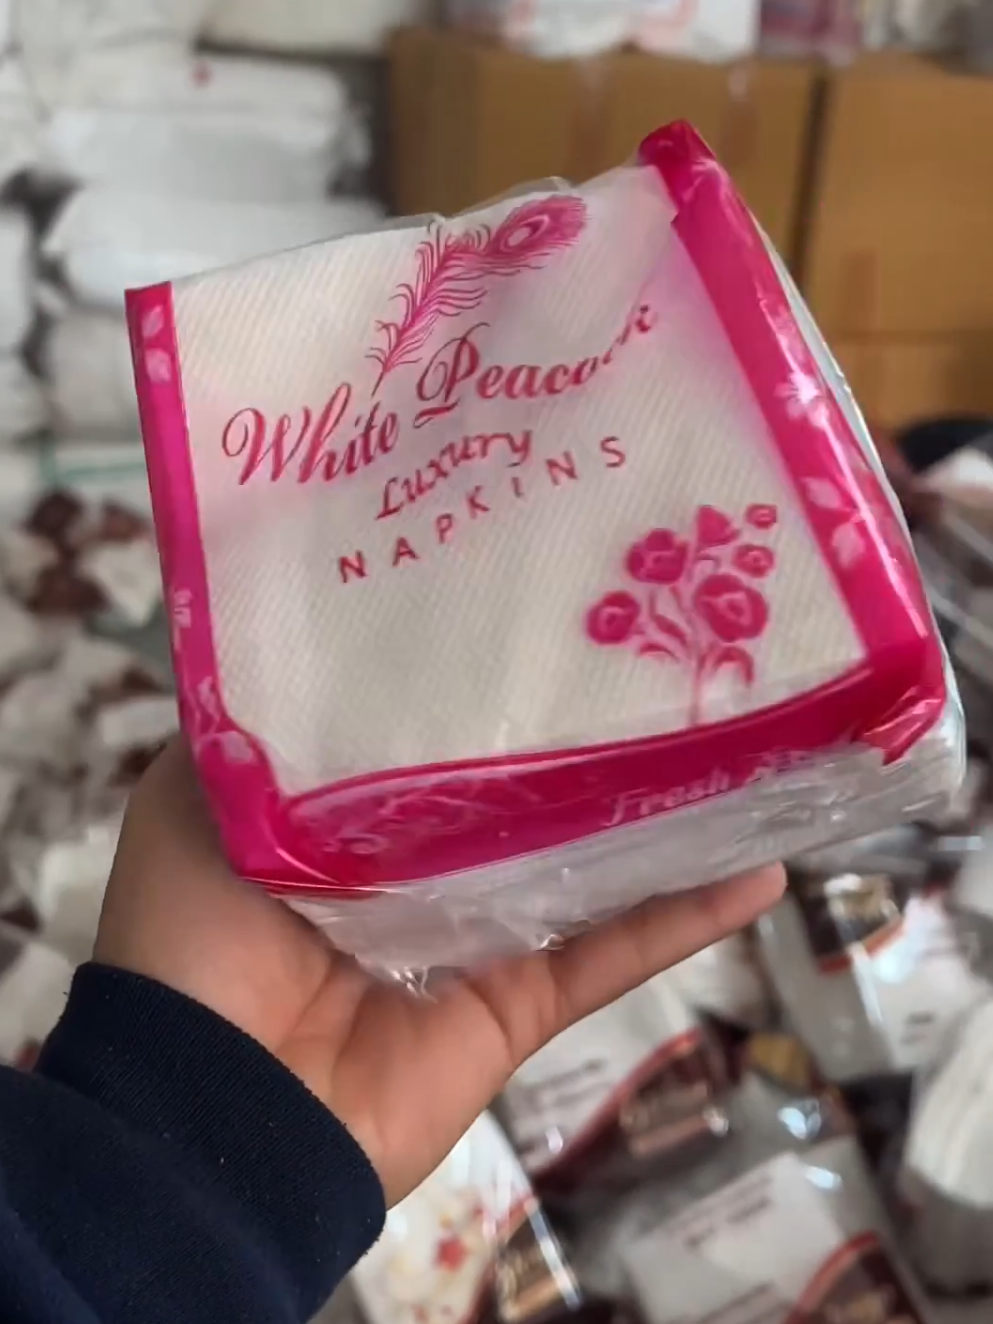 White Peacock
Luxury
NAPKINS
Fresh